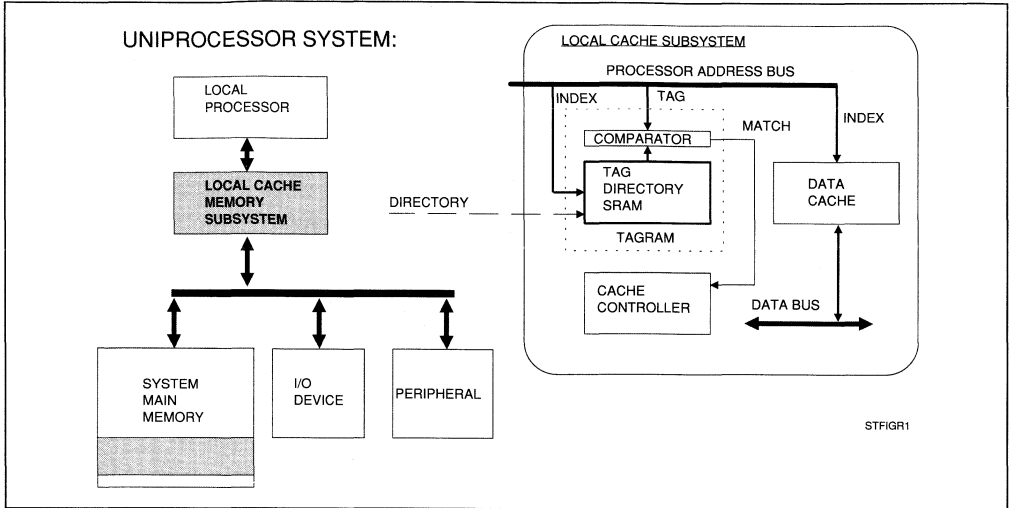 UNIPROCESSOR SYSTEM:
LOCAL
PROCESSOR
LOCAL CACHE
MEMORY
SUBSYSTEM
SYSTEM
MAIN
MEMORY
I/O
DEVICE
PERIPHERAL
LOCAL CACHE SUBSYSTEM
PROCESSOR ADDRESS BUS
INDEX
TAG
INDEX
MATCH
COMPARATOR
TAG
DIRECTORY
SRAM
DATA
CACHE
DIRECTORY
TAGRAM
CACHE
CONTROLLER
DATA BUS
STFIGR1